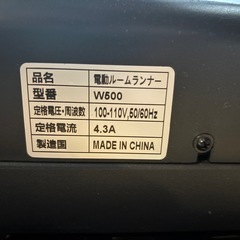 品名 電動ルームランナー
型番 W500
定格電圧・周波数 100-110V,50/60Hz
定格電流 4.3A
製造国 MADE IN CHINA